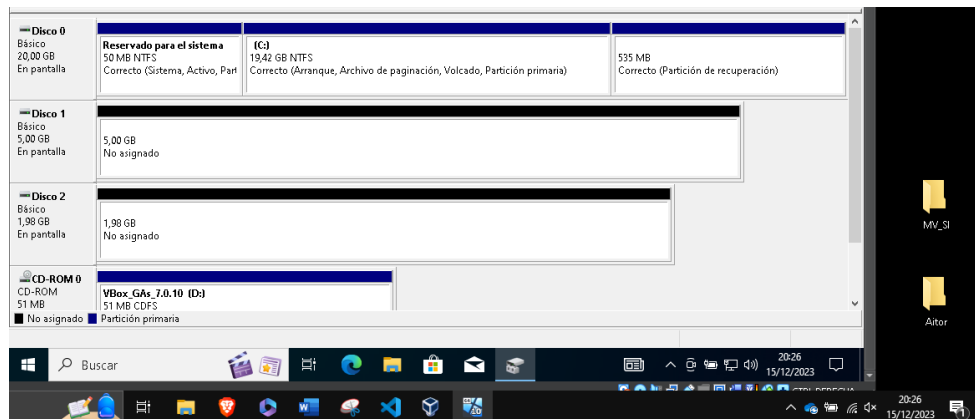 Disco 0
Básico
20,00 GB
En pantalla
Reservado para el sistema
50 MB NTFS
Correcto (Sistema, Activo, Part
(C:)
19,42 GB NTFS
Correcto (Arranque, Archivo de paginación, Volcado, Partición primaria)
535 MB
Correcto (Partición de recuperación)
Disco 1
Básico
5,00 GB
En pantalla
5,00 GB
No asignado
Disco 2
Básico
1,98 GB
En pantalla
1,98 GB
No asignado
CD-ROM 0
CD-ROM
51 MB
VBox_GAs_7.0.10 (D:)
51 MB CDFS
No asignado
Partición primaria
MV_SI
Aitor
Buscar
20:26
15/12/2023
CTRL DERECHA
20:26
15/12/2023